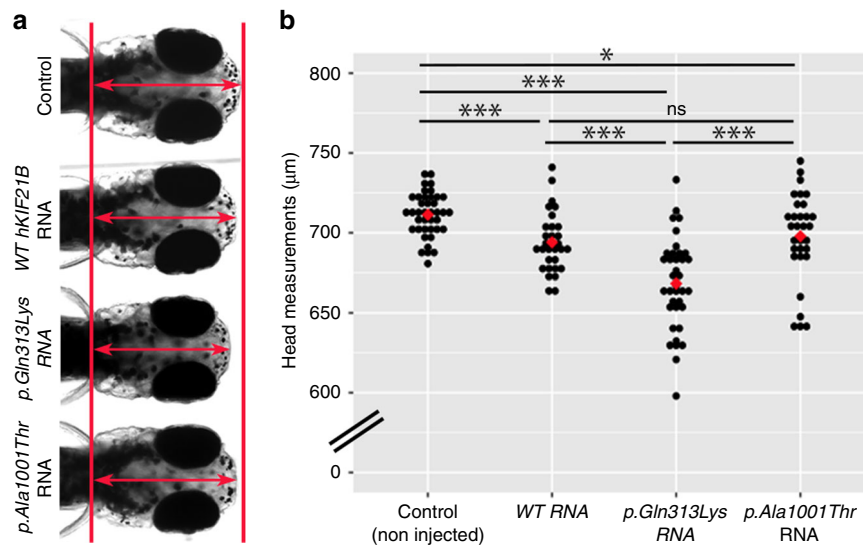 a
Control
WT hKIF21B
RNA
p.Gln313Lys
RNA
p.Ala1001Thr
RNA
b
Head measurements (µm)
800
750
700
650
600
0
*
***
***
ns
***
***
Control
(non injected)
WT RNA
p.Gln313Lys
RNA
p.Ala1001Thr
RNA